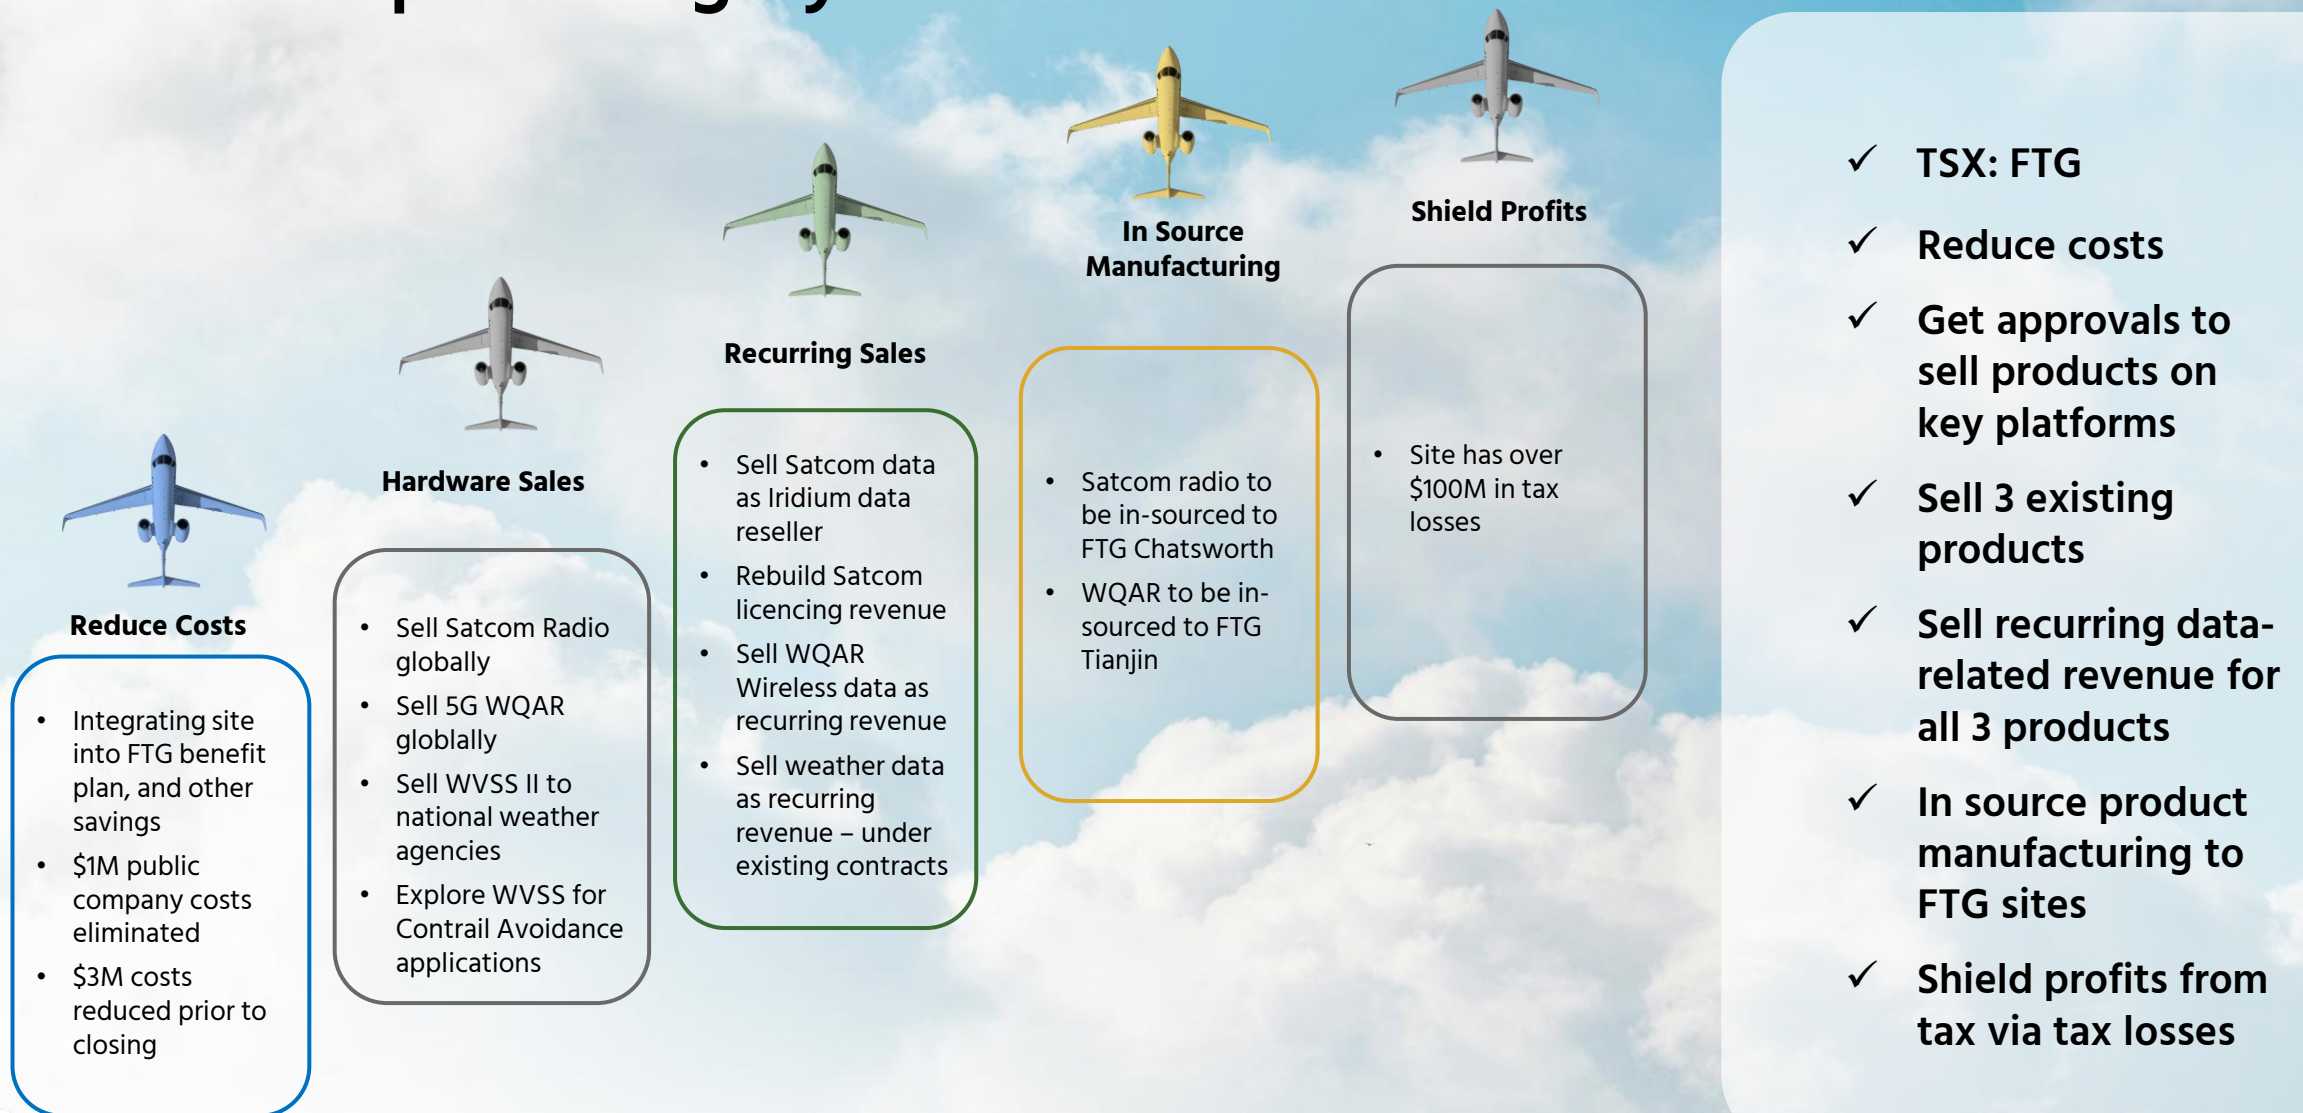 Reduce Costs
• Integrating site
into FTG benefit
plan, and other
savings
• $1M public
company costs
eliminated
• $3M costs
reduced prior to
closing
Hardware Sales
• Sell Satcom Radio
globally
• Sell 5G WQAR
globlally
• Sell WVSS II to
national weather
agencies
• Explore WVSS for
Contrail Avoidance
applications
Recurring Sales
• Sell Satcom data
as Iridium data
reseller
• Rebuild Satcom
licencing revenue
• Sell WQAR
Wireless data as
recurring revenue
• Sell weather data
as recurring
revenue – under
existing contracts
In Source
Manufacturing
• Satcom radio to
be in-sourced to
FTG Chatsworth
• WQAR to be in-
sourced to FTG
Tianjin
Shield Profits
• Site has over
$100M in tax
losses
✓ TSX: FTG
✓ Reduce costs
✓ Get approvals to
sell products on
key platforms
✓ Sell 3 existing
products
✓ Sell recurring data-
related revenue for
all 3 products
✓ In source product
manufacturing to
FTG sites
✓ Shield profits from
tax via tax losses